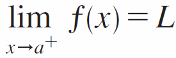 lim f(x) = L
x→a⁺